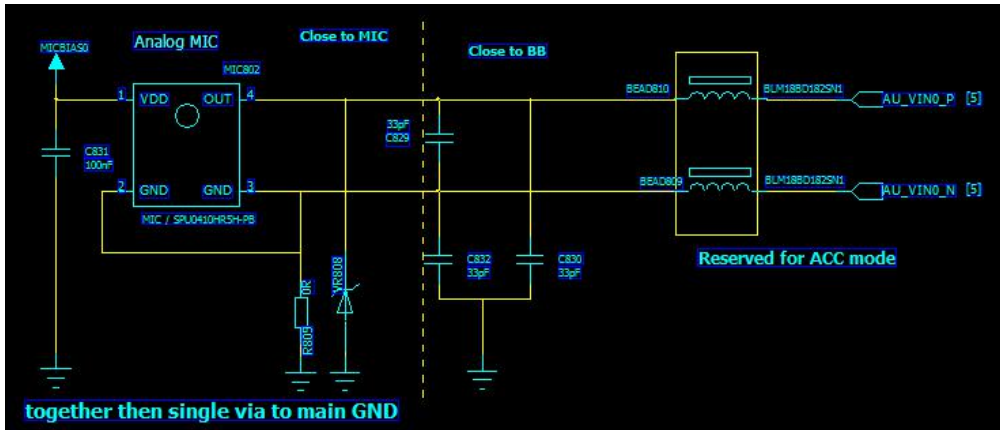 MICBIAS0
Analog MIC
Close to MIC
Close to BB
MIC802
1
VDD
OUT
4
C831
100nF
2
GND
GND
3
MIC / SPU0410HR5H-PB
33pF
C829
BEAD810
BLM18BD182SN1
AU_VIN0_P [5]
BEAD809
BLM18BD182SN1
AU_VIN0_N [5]
Reserved for ACC mode
C832
33pF
C830
33pF
0R
R805
VR808
together then single via to main GND